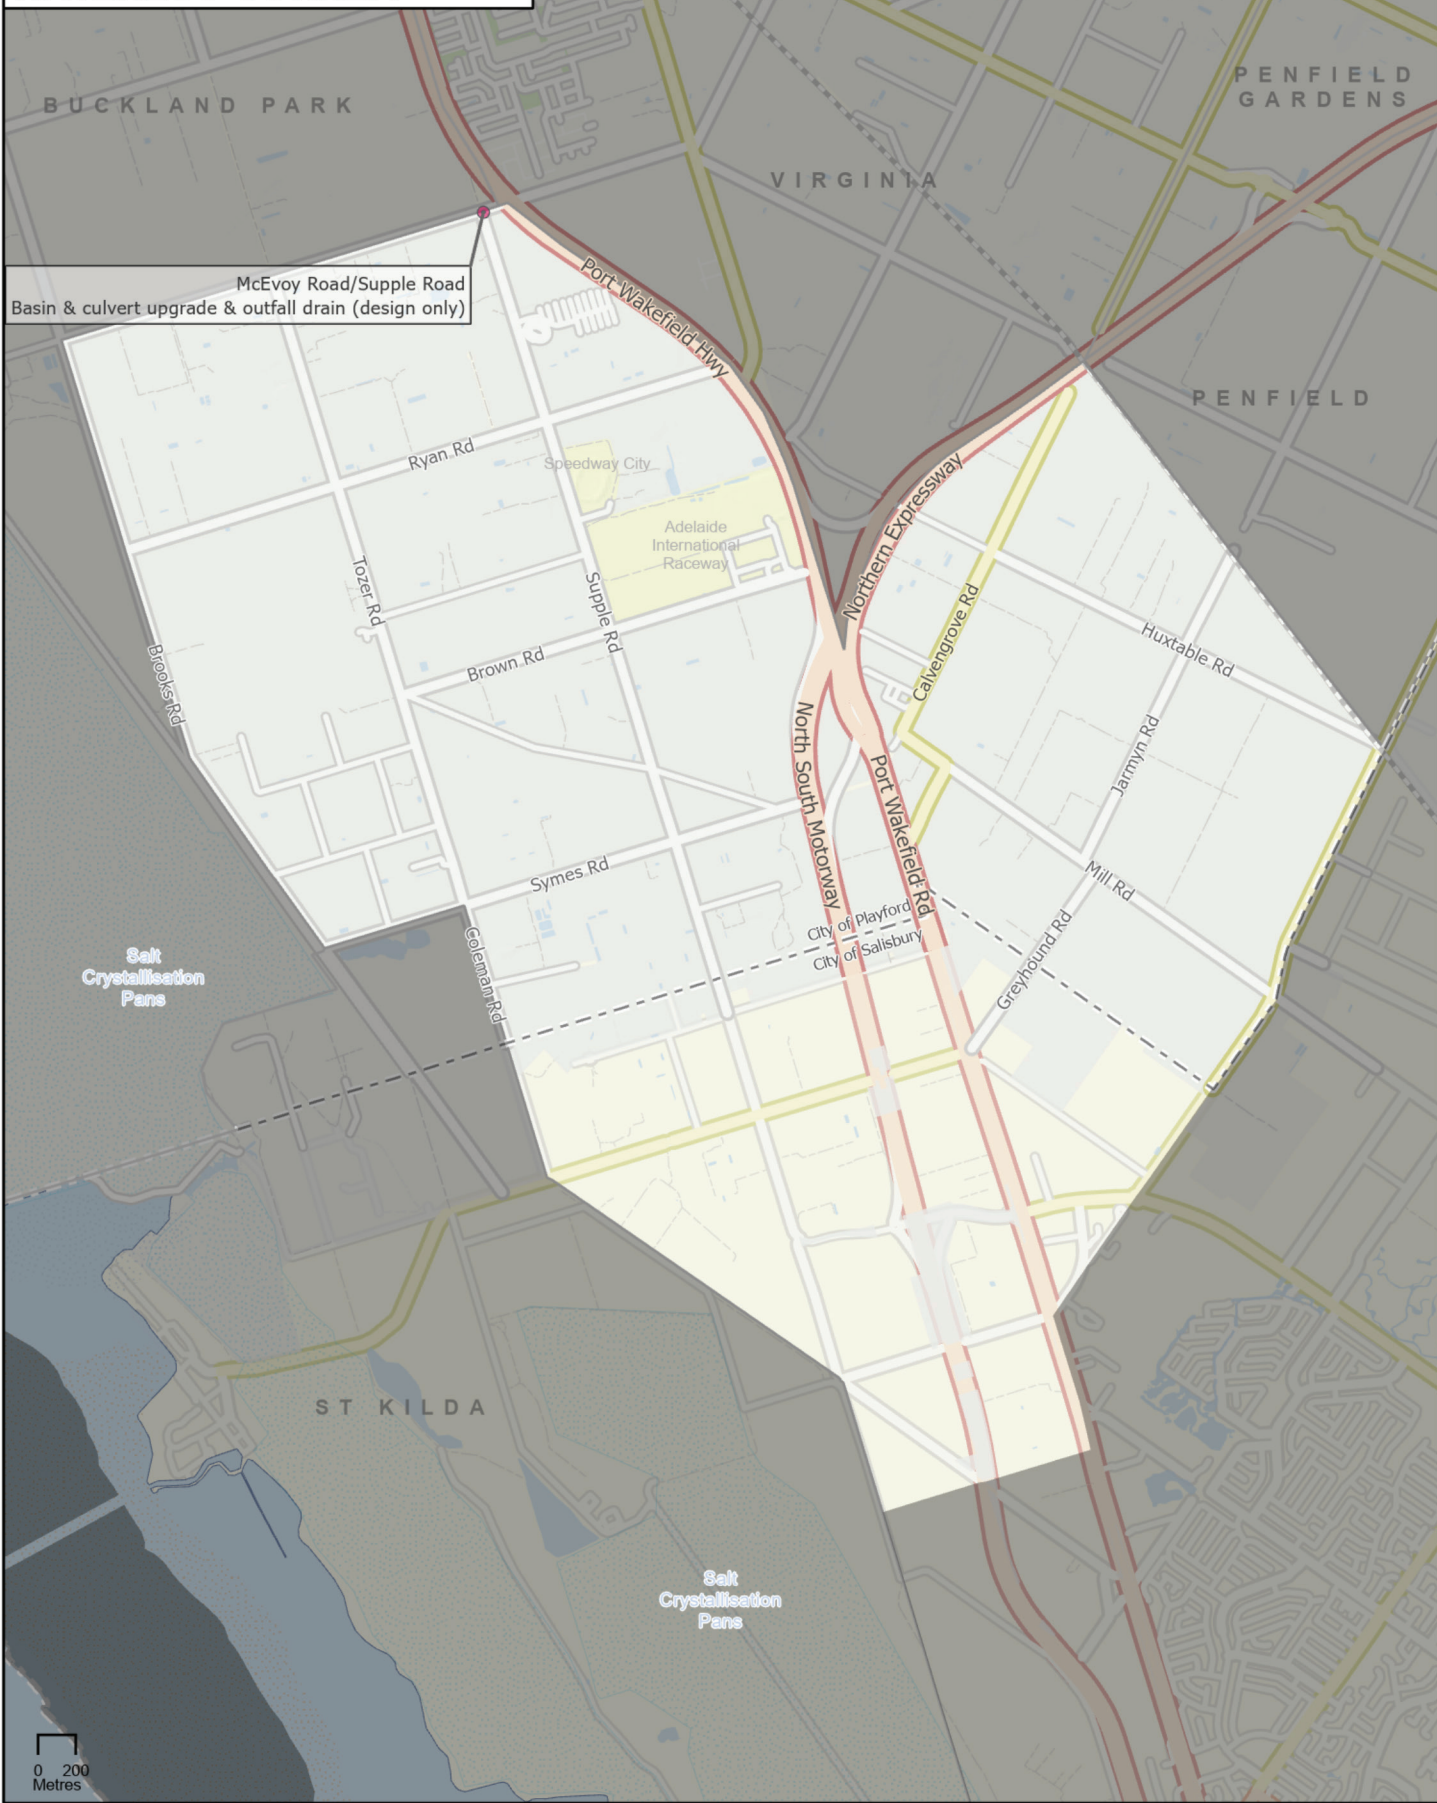 BUCKLAND PARK
PENFIELD
GARDENS
VIRGINIA
McEvoy Road/Supple Road
Basin & culvert upgrade & outfall drain (design only)
Port Wakefield Hwy
PENFIELD
Ryan Rd
Speedway City
Northern Expressway
Adelaide
International
Raceway
Tozer Rd
Supple Rd
Calvengrove Rd
Huxtable Rd
Brooks Rd
Brown Rd
North South Motorway
Port Wakefield Rd
Jarmyn Rd
Symes Rd
Mill Rd
City of Playford
City of Salisbury
Greyhound Rd
Coleman Rd
Salt
Crystallisation
Pans
ST KILDA
Salt
Crystallisation
Pans
0 200
Metres